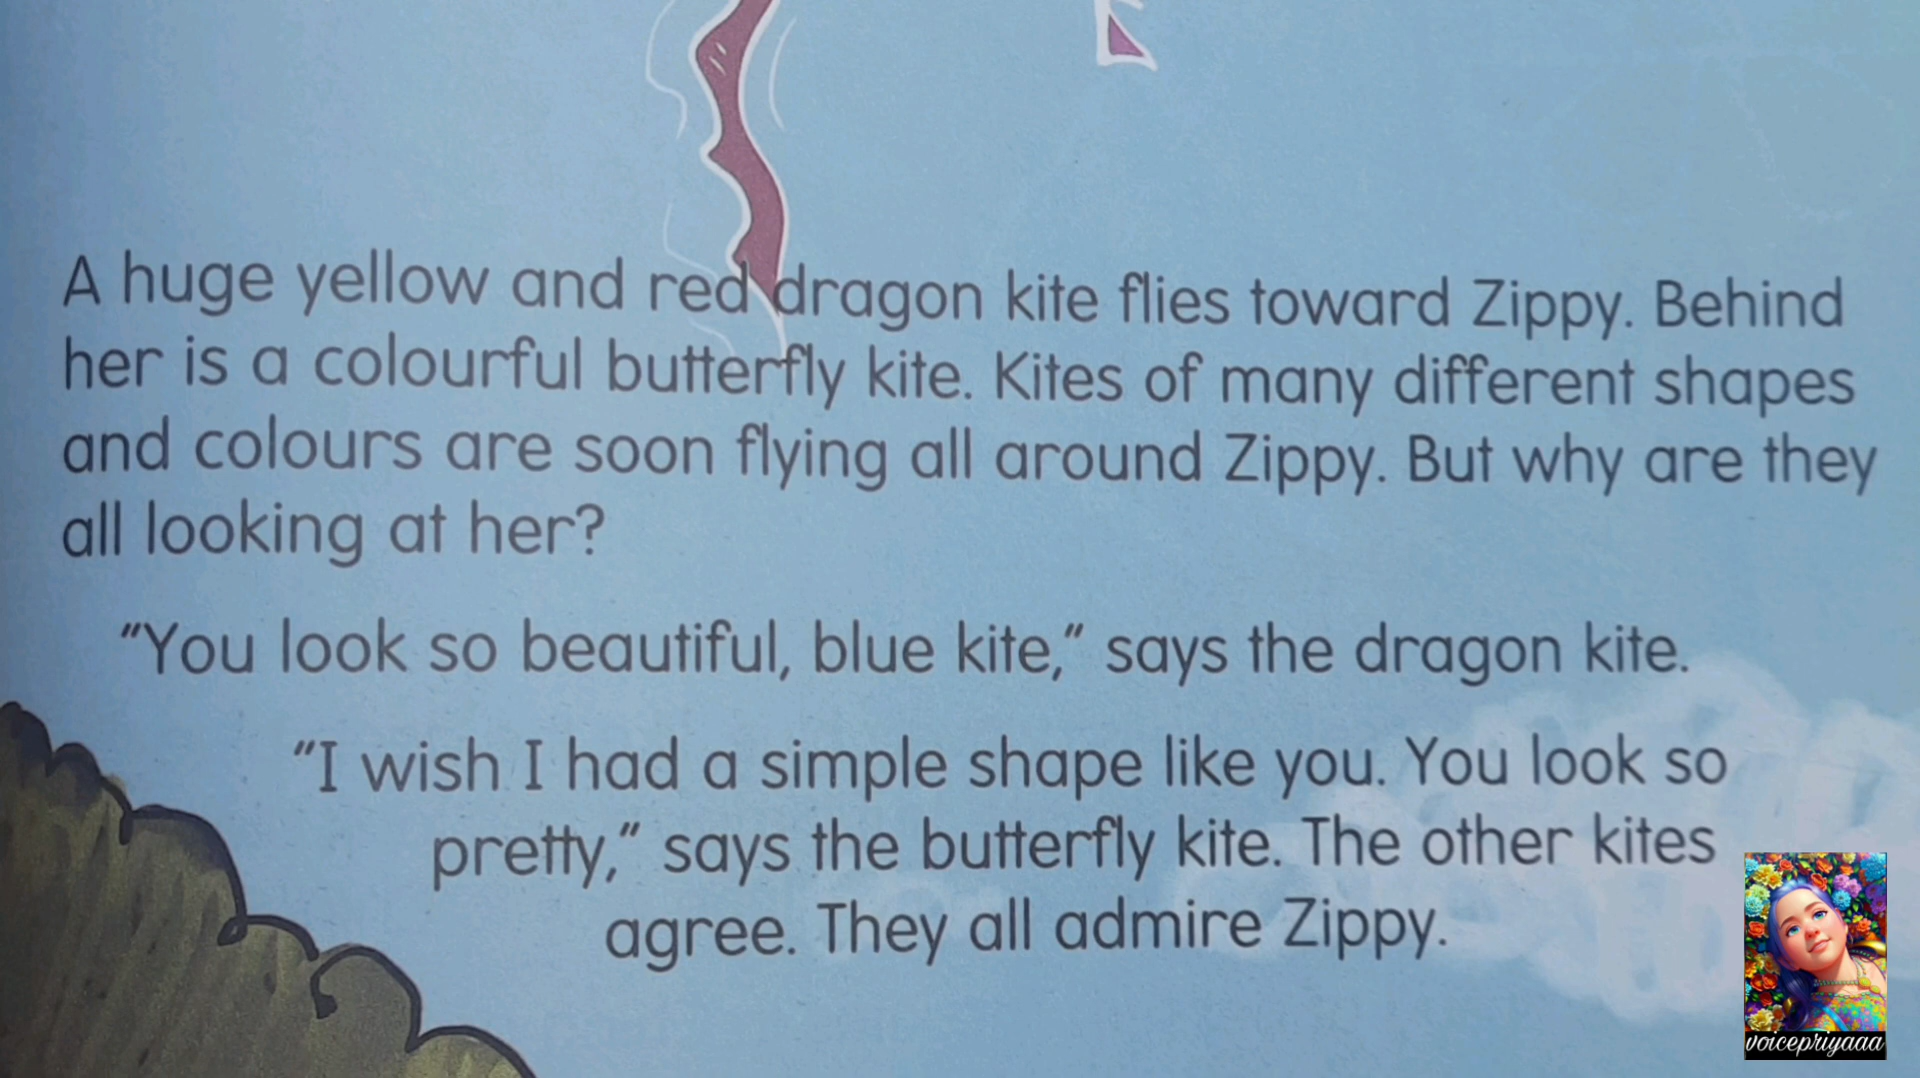 A huge yellow and red dragon kite flies toward Zippy. Behind
her is a colourful butterfly kite. Kites of many different shapes
and colours are soon flying all around Zippy. But why are they
all looking at her?
"You look so beautiful, blue kite," says the dragon kite.
"I wish I had a simple shape like you. You look so
pretty," says the butterfly kite. The other kites
agree. They all admire Zippy.
voicepriyaaa